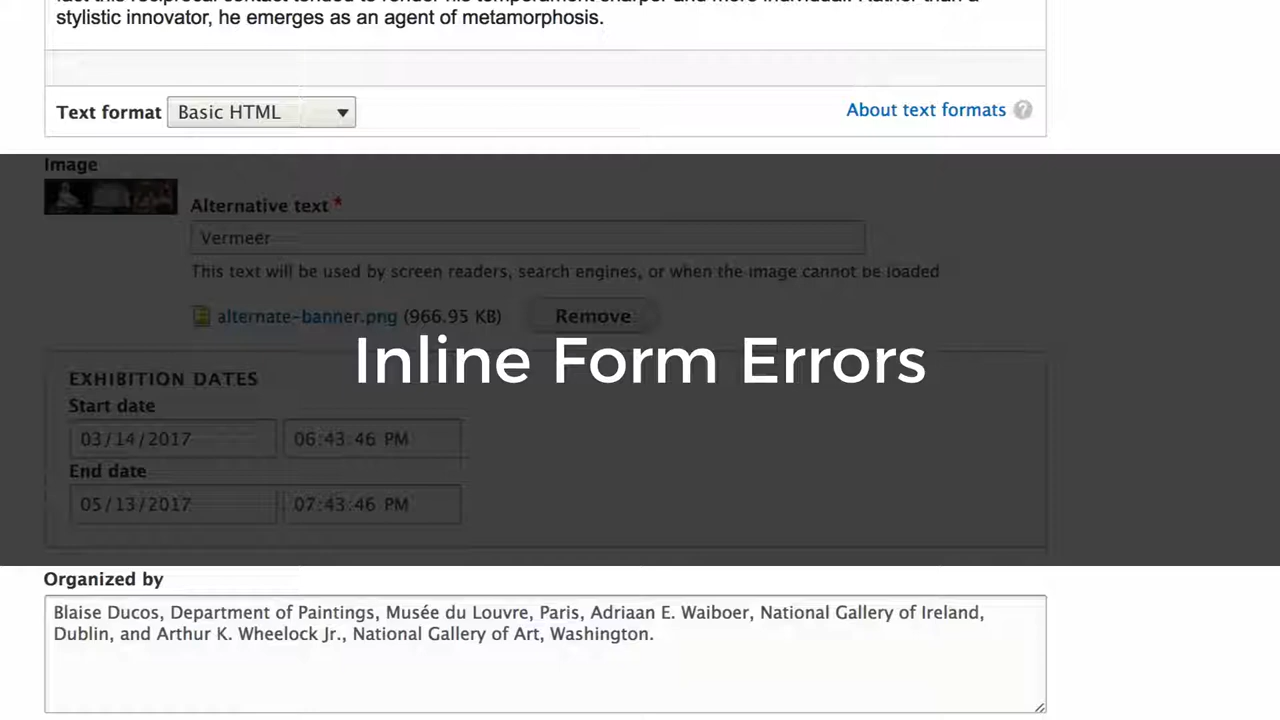 stylistic innovator, he emerges as an agent of metamorphosis.
Text format Basic HTML About text formats ?
Image
Alternative text *
Vermeer
This text will be used by screen readers, search engines, or when the image cannot be loaded
alternate-banner.png (966.95 KB) Remove
Inline Form Errors
EXHIBITION DATES
Start date
03/14/2017 06:43:46 PM
End date
05/13/2017 07:43:46 PM
Organized by
Blaise Ducos, Department of Paintings, Musée du Louvre, Paris, Adriaan E. Waiboer, National Gallery of Ireland,
Dublin, and Arthur K. Wheelock Jr., National Gallery of Art, Washington.